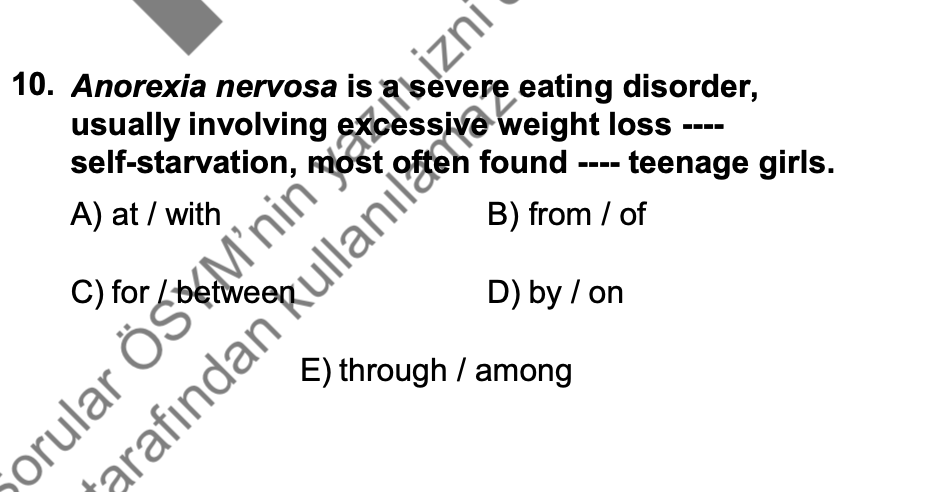 10. Anorexia nervosa is a severe eating disorder,
usually involving excessive weight loss ----
self-starvation, most often found ---- teenage girls.
A) at / with
B) from / of
C) for / between
D) by / on
E) through / among
sorular ÖSYM'nin yazılı izni
tarafından kullanılamaz.